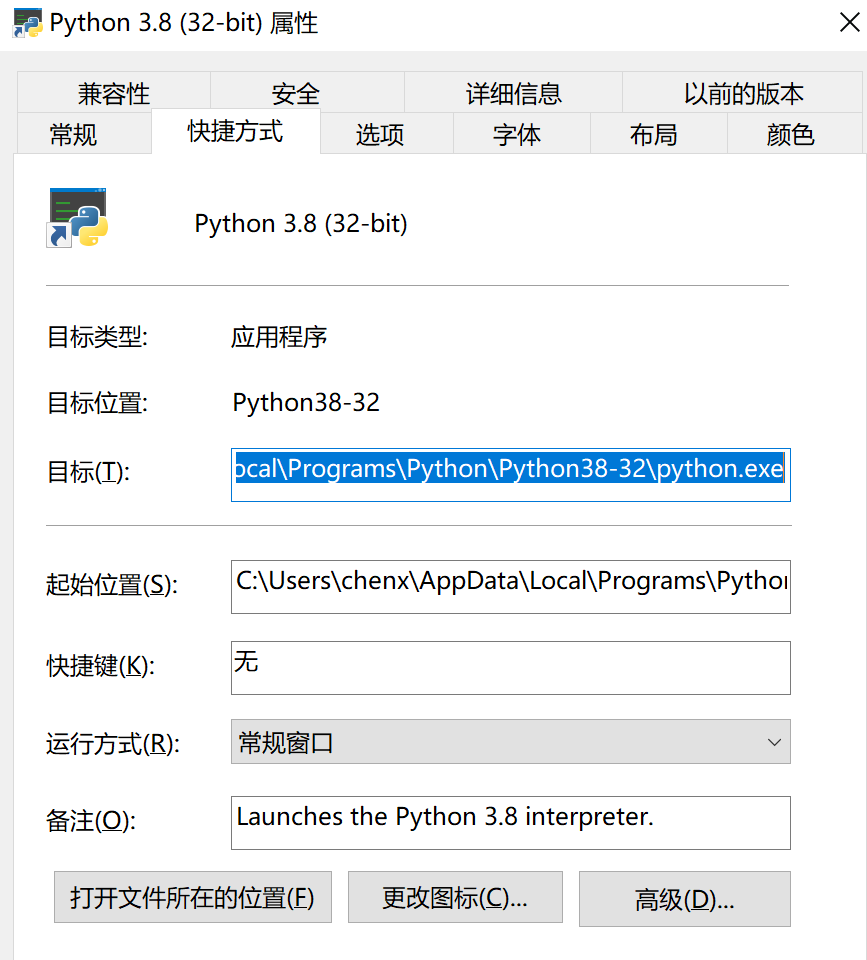 Python 3.8 (32-bit) 属性
兼容性 安全 详细信息 以前的版本
常规 快捷方式 选项 字体 布局 颜色
Python 3.8 (32-bit)
目标类型: 应用程序
目标位置: Python38-32
目标(T): ocal\Programs\Python\Python38-32\python.exe
起始位置(S): C:\Users\chenx\AppData\Local\Programs\Python
快捷键(K): 无
运行方式(R): 常规窗口
备注(O): Launches the Python 3.8 interpreter.
打开文件所在的位置(F) 更改图标(C)... 高级(D)...